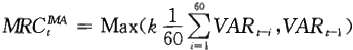 MRC_t^{IMA} = Max(k \frac{1}{60} \sum_{i=1}^{60} VAR_{t-i}, VAR_{t-1})